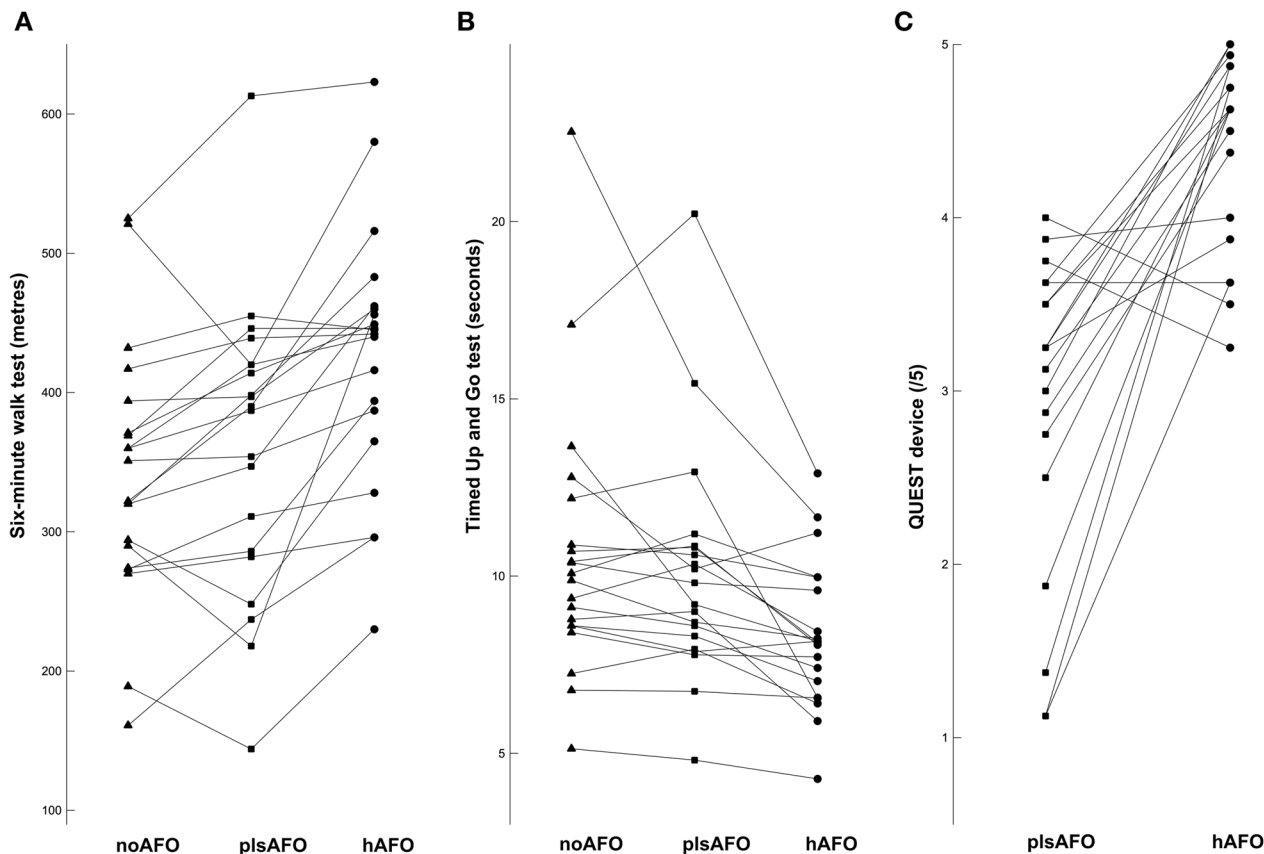 A
Six-minute walk test (metres)
600
500
400
300
200
100
noAFO
plsAFO
hAFO
B
Timed Up and Go test (seconds)
20
15
10
5
noAFO
plsAFO
hAFO
C
QUEST device (/5)
5
4
3
2
1
plsAFO
hAFO